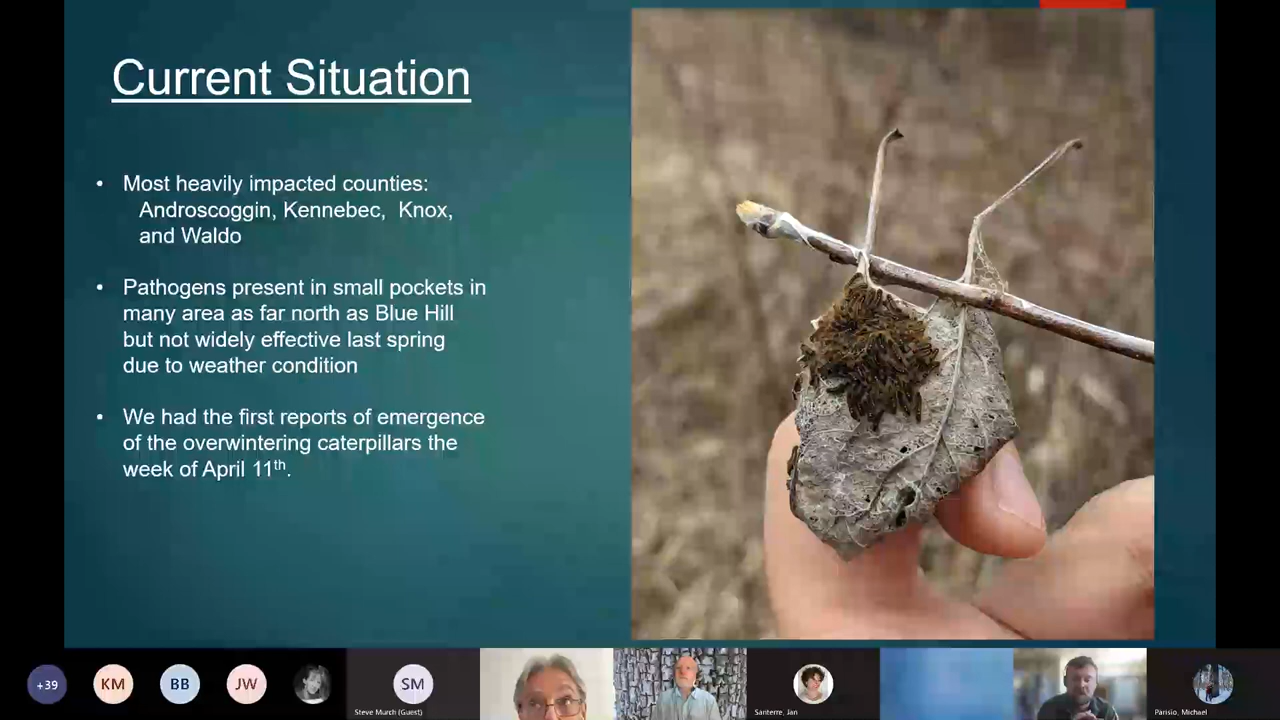 Current Situation
• Most heavily impacted counties:
Androscoggin, Kennebec, Knox,
and Waldo
• Pathogens present in small pockets in
many area as far north as Blue Hill
but not widely effective last spring
due to weather condition
• We had the first reports of emergence
of the overwintering caterpillars the
week of April 11th.
+39
KM
BB
JW
SM
Steve Murch (Guest)
Santerre, Jan
Parisio, Michael